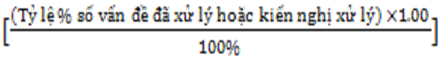 [(Tỷ lệ % số vấn đề đã xử lý hoặc kiến nghị xử lý) ×1.00
100%]